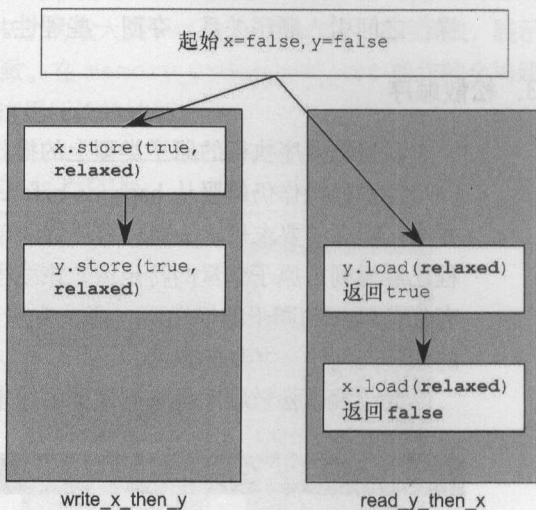 起始 x=false, y=false
x.store(true,
relaxed)
y.store(true,
relaxed)
y.load(relaxed)
返回true
x.load(relaxed)
返回false
write_x_then_y
read_y_then_x